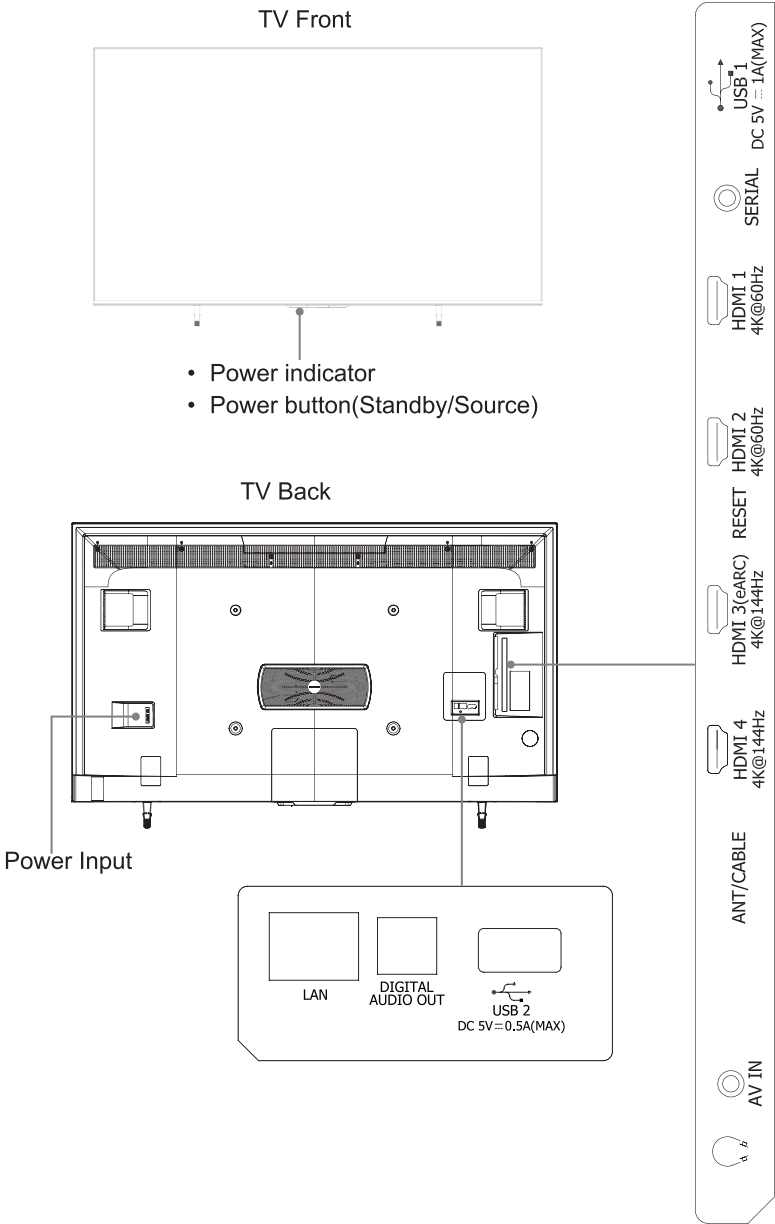 TV Front
• Power indicator
• Power button(Standby/Source)
TV Back
Power Input
LAN
DIGITAL
AUDIO OUT
USB 2
DC 5V⎓0.5A(MAX)
USB 1
DC 5V⎓1A(MAX)
SERIAL
HDMI 1
4K@60Hz
HDMI 2
4K@60Hz
RESET
HDMI 3(eARC)
4K@144Hz
HDMI 4
4K@144Hz
ANT/CABLE
AV IN